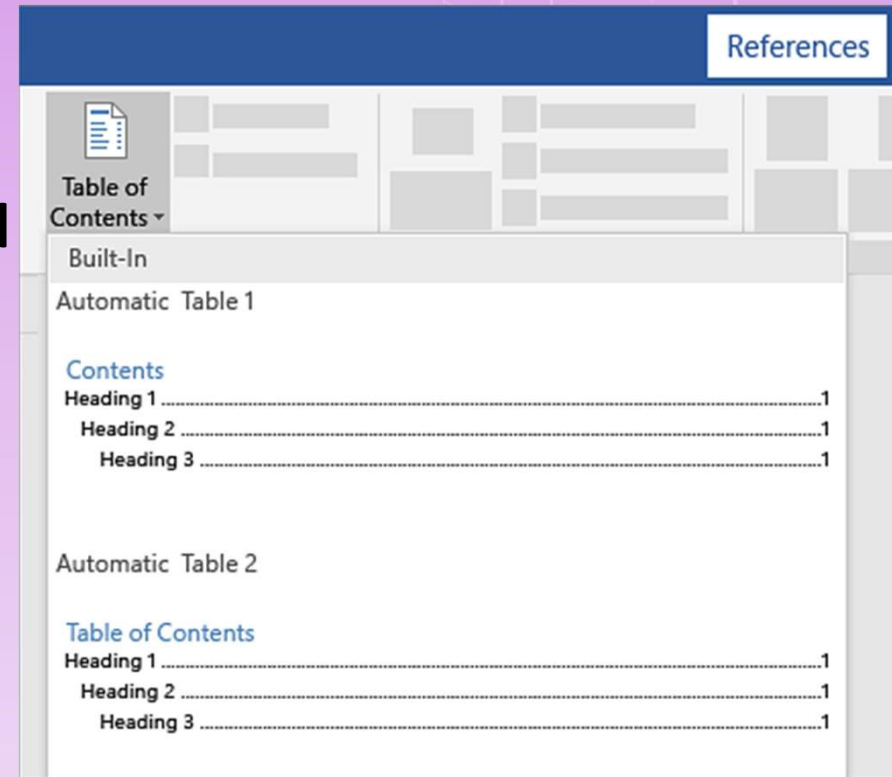 References
Table of
Contents
Built-In
Automatic Table 1
Contents
Heading 1 ........ 1
Heading 2 ........ 1
Heading 3 ........ 1
Automatic Table 2
Table of Contents
Heading 1 ........ 1
Heading 2 ........ 1
Heading 3 ........ 1